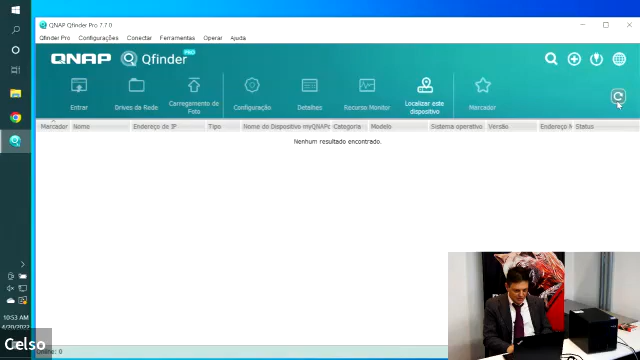 QNAP Qfinder Pro 7.7.0
Qfinder Pro Configurações Conectar Ferramentas Operar Ajuda
QNAP Qfinder PRO
Entrar Drives de Rede Carregamento de Foto Configuração Detalhes Recurso Monitor Localizar este dispositivo Marcador
Marcador Nome Endereço de IP Tipo Nome do Dispositivo myQNAPc Categoria Modelo Sistema operativo Versão Endereço M Status
Nenhum resultado encontrado.
10:53 AM
Celso